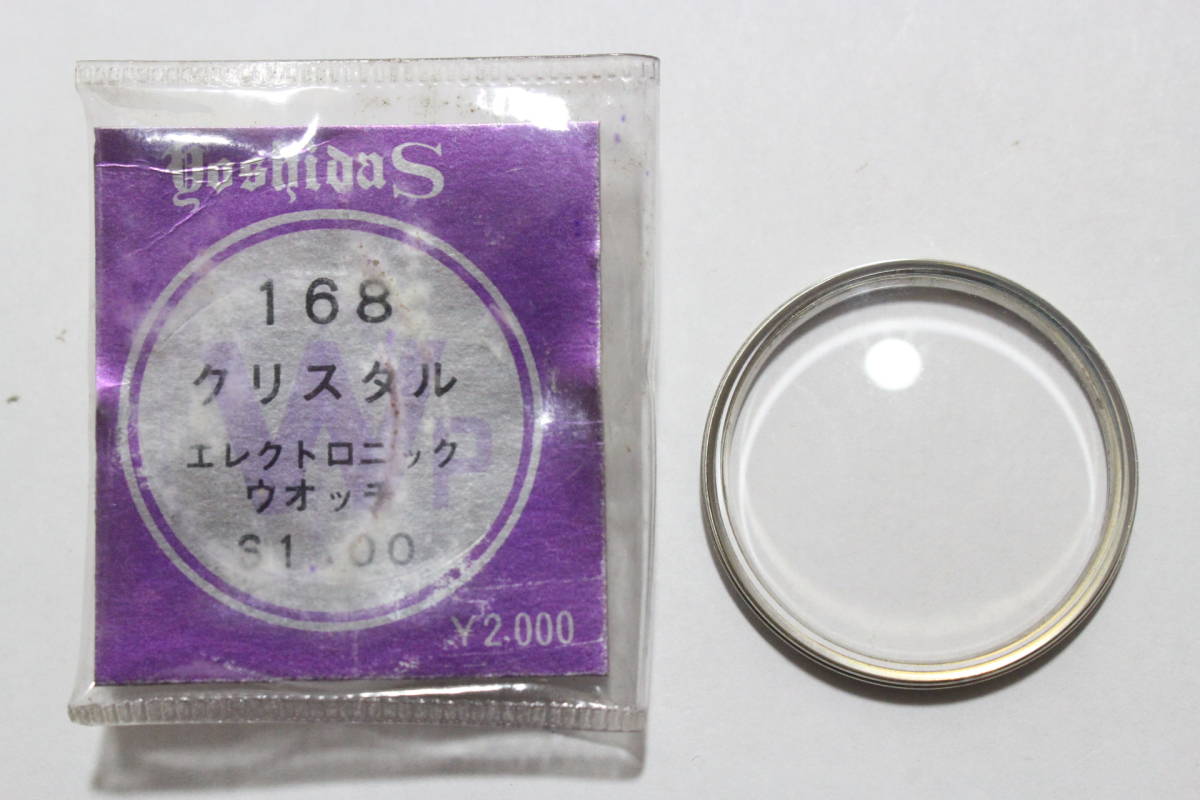 YoshidaS
168
クリスタル
エレクトロニック
ウオッチ
¥2.000